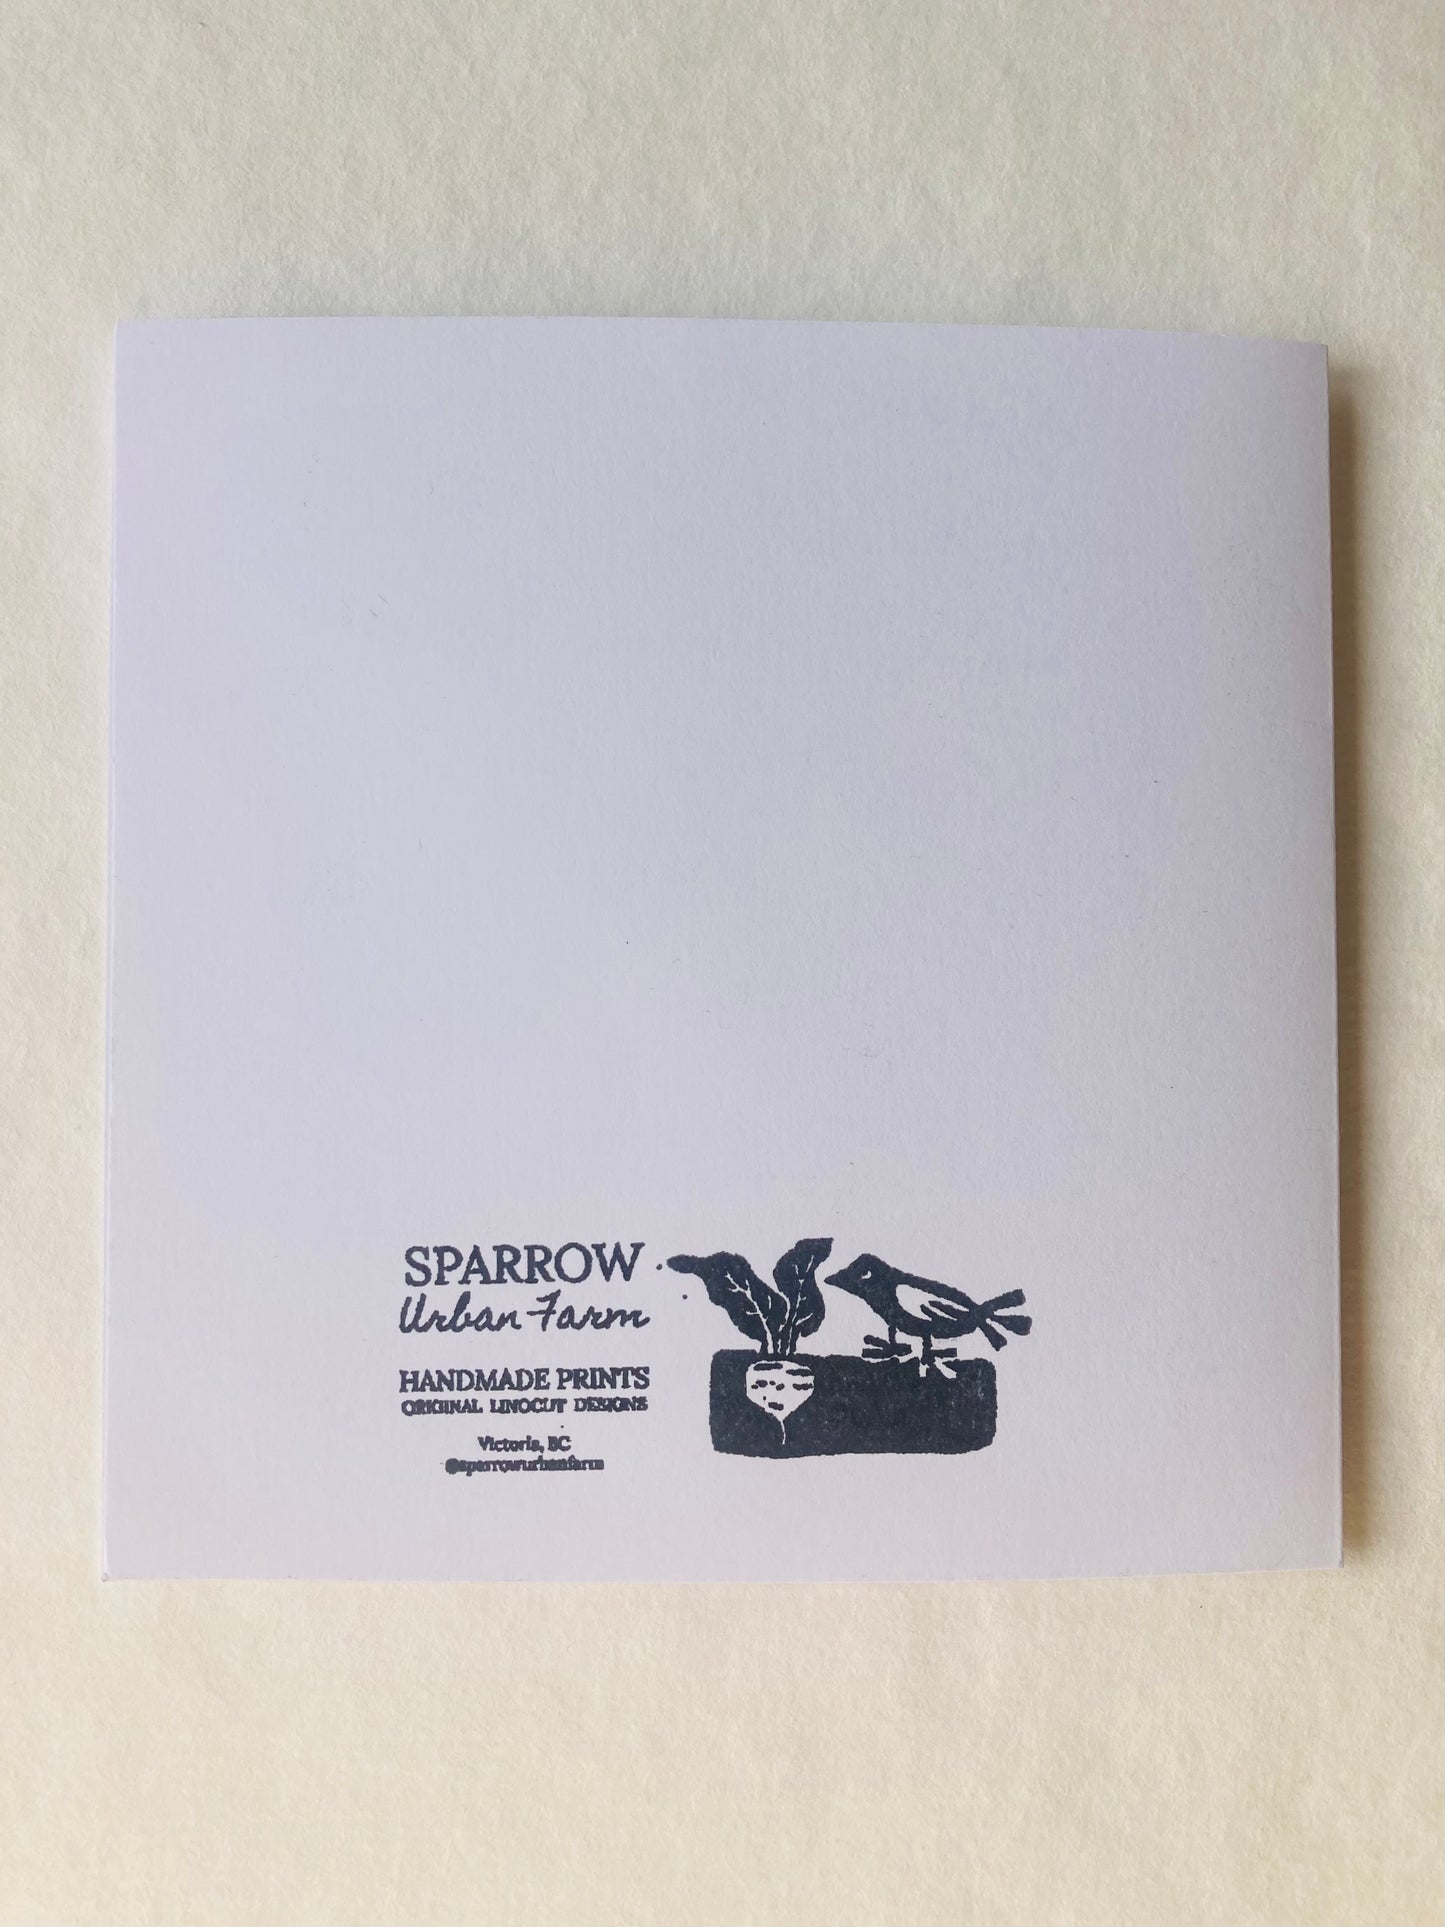 SPARROW
Urban Farm
HANDMADE PRINTS
ORIGINAL LINOCUT DESIGNS
Victoria, BC
@sparrowurbanfarm